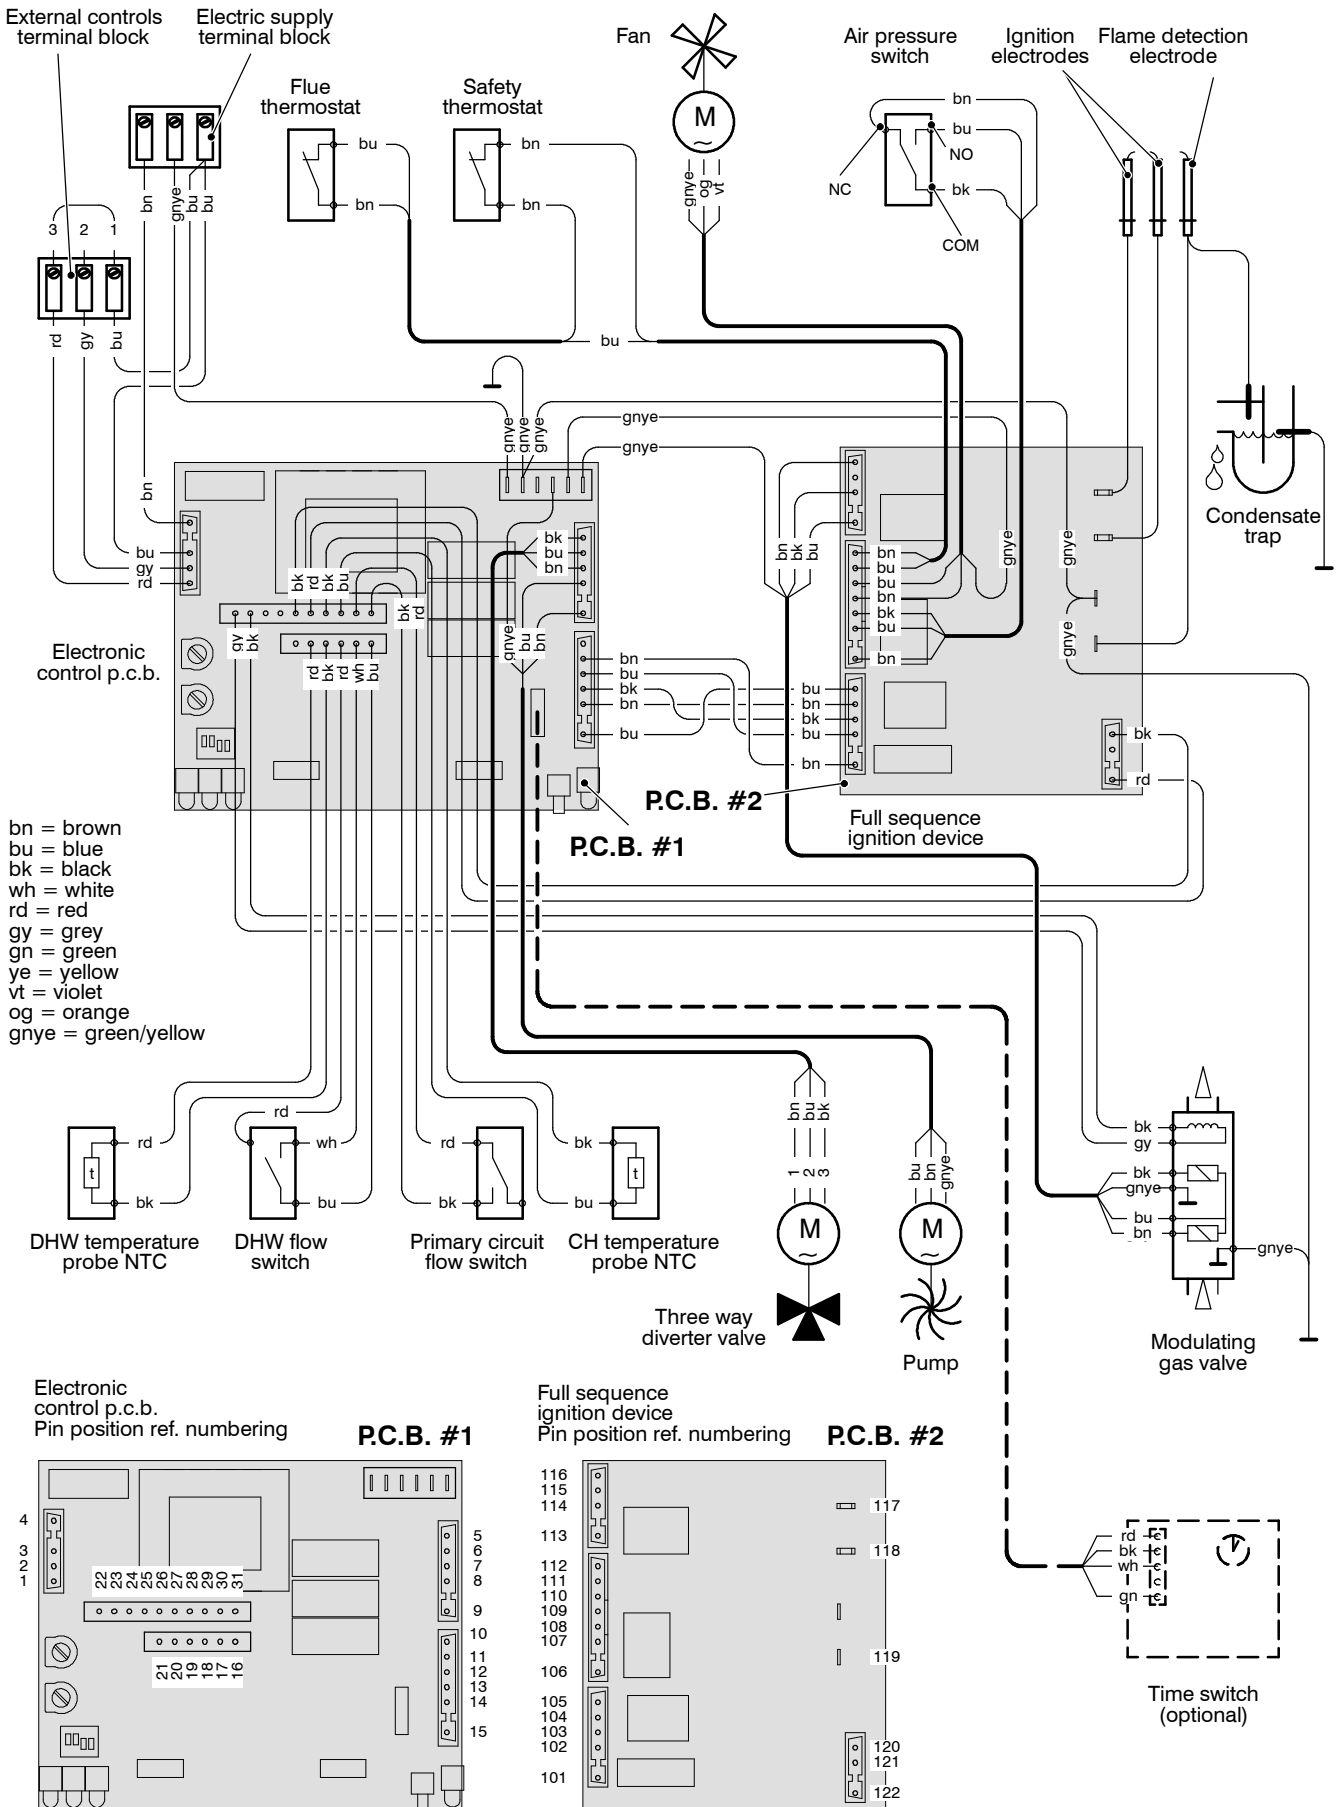 External controls
terminal block
Electric supply
terminal block
Flue
thermostat
Safety
thermostat
Fan
Air pressure
switch
Ignition
electrodes
Flame detection
electrode
M
~
bn
bu
NO
NC
bk
COM
bu
bn
bn
bn
gnye
og
vt
bn
gnye
bu
bu
3
2
1
rd
gy
bu
bu
gnye
gnye
gnye
gnye
gnye
Condensate
trap
bn
bu
gy
rd
bk
rd
bk
bu
bk
rd
gy
bk
rd
bk
rd
wh
bu
bk
bu
bn
gnye
bu
bn
bn
bu
bk
bn
bu
bn
bk
bu
bn
bu
bu
bn
bk
bu
bn
bu
bn
bk
bu
bn
gnye
gnye
gnye
bk
rd
Electronic
control p.c.b.
P.C.B. #2
P.C.B. #1
Full sequence
ignition device
bn = brown
bu = blue
bk = black
wh = white
rd = red
gy = grey
gn = green
ye = yellow
vt = violet
og = orange
gnye = green/yellow
rd
bk
t
rd
wh
bu
rd
bk
bk
bu
t
DHW temperature
probe NTC
DHW flow
switch
Primary circuit
flow switch
CH temperature
probe NTC
bn
bu
bk
1
2
3
M
~
bu
bn
gnye
M
~
Three way
diverter valve
Pump
bk
gy
bk
gnye
bu
bn
gnye
Modulating
gas valve
Electronic
control p.c.b.
Pin position ref. numbering
P.C.B. #1
Full sequence
ignition device
Pin position ref. numbering
P.C.B. #2
4
3
2
1
22
23
24
25
26
27
28
29
30
31
21
20
19
18
17
16
5
6
7
8
9
10
11
12
13
14
15
116
115
114
113
112
111
110
109
108
107
106
105
104
103
102
101
117
118
119
120
121
122
rd
bk
wh
gn
Time switch
(optional)